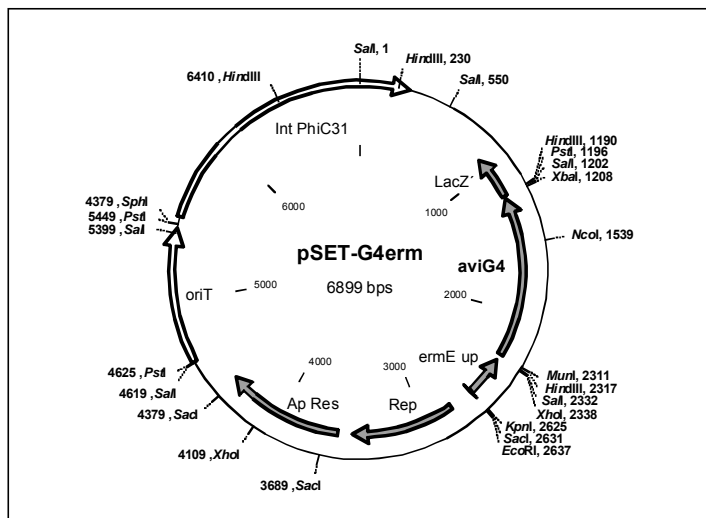 SalI, 1
HindIII, 230
SalI, 550
6410 , HindIII
Int PhiC31
HindIII, 1190
PstI, 1196
SalI, 1202
XbaI, 1208
LacZ´
1000
6000
4379 , SphI
5449 , PstI
5399 , SalI
NcoI, 1539
pSET-G4erm
aviG4
6899 bps
oriT
5000
2000
4000
3000
ermE up
4625 , PstI
4619 , SalI
4379 , SacI
Ap Res
Rep
MunI, 2311
HindIII, 2317
SalI, 2332
XhoI, 2338
KpnI, 2625
SacI, 2631
EcoRI, 2637
4109 , XhoI
3689 , SacI